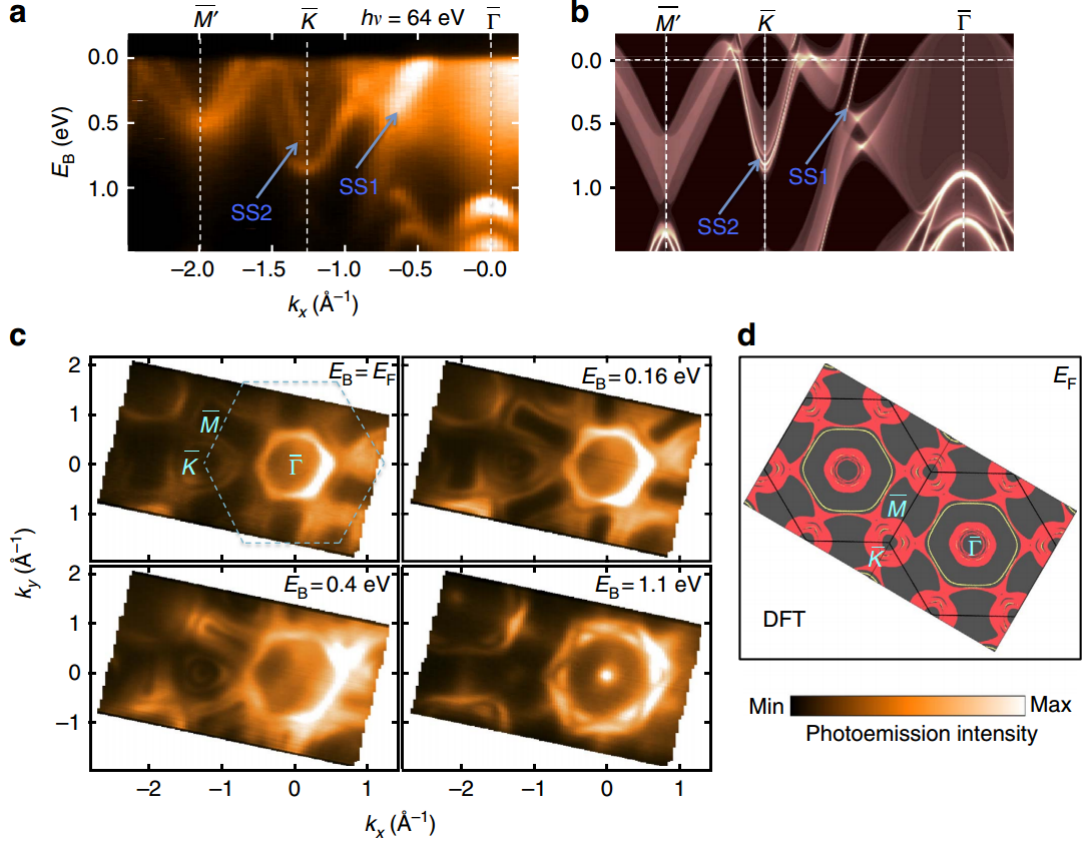 a
M̅′ K̅ hν = 64 eV Γ̅
0.0
0.5
1.0
E_B (eV)
SS2
SS1
−2.0 −1.5 −1.0 −0.5 −0.0
k_x (Å⁻¹)
b
M̅′ K̅ Γ̅
0.0
0.5
1.0
SS1
SS2
c
E_B = E_F
M̅
K̅
Γ̅
2
1
0
1
E_B = 0.16 eV
E_B = 0.4 eV
2
1
0
−1
E_B = 1.1 eV
k_y (Å⁻¹)
−2 −1 0 1
−2 −1 0 1
k_x (Å⁻¹)
d
E_F
M̅
K̅
Γ̅
DFT
Min Max
Photoemission intensity